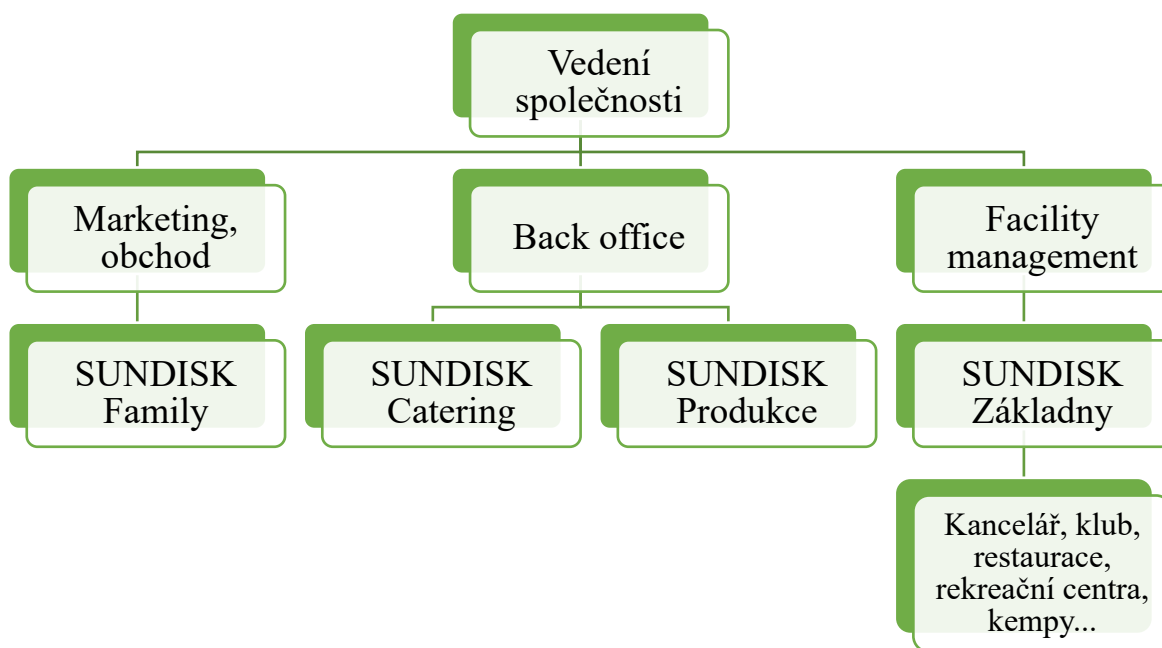 Vedení
společnosti
Marketing,
obchod
Back office
Facility
management
SUNDISK
Family
SUNDISK
Catering
SUNDISK
Produkce
SUNDISK
Základny
Kancelář, klub,
restaurace,
rekreační centra,
kempy...